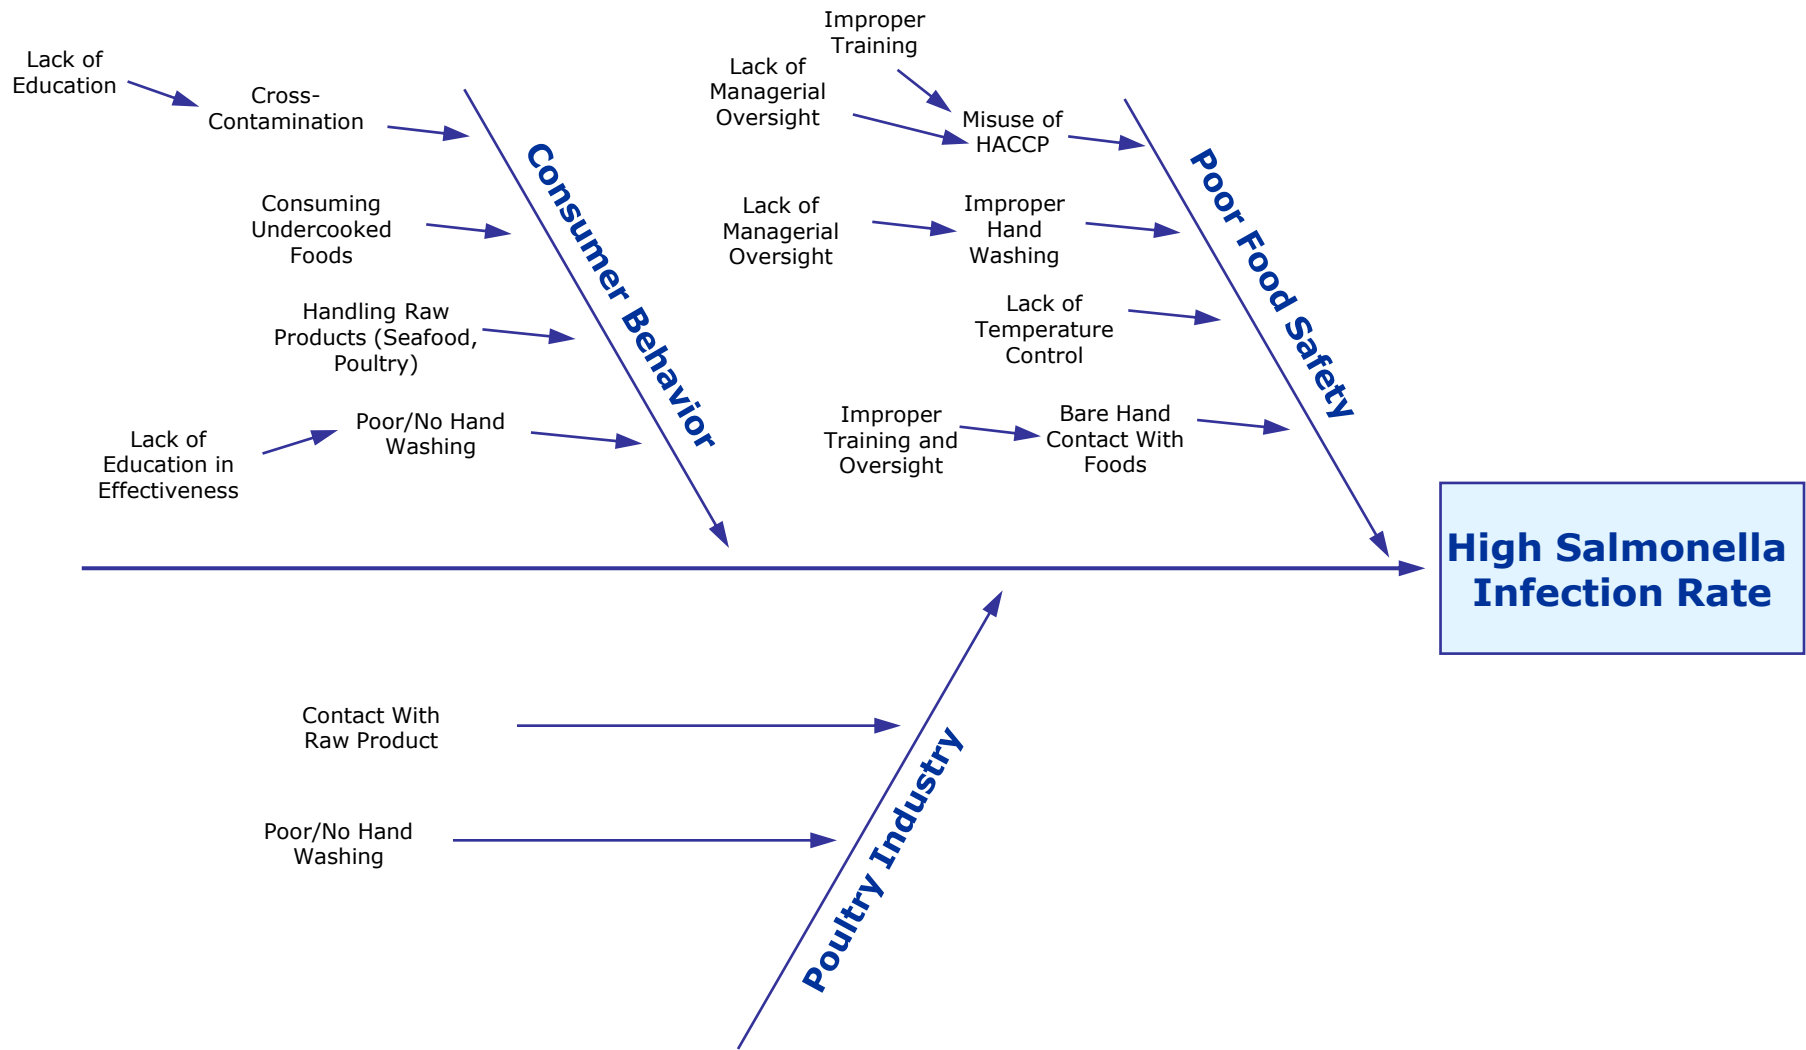 Lack of
Education
Cross-
Contamination
Consuming
Undercooked
Foods
Handling Raw
Products (Seafood,
Poultry)
Lack of
Education in
Effectiveness
Poor/No Hand
Washing
Consumer Behavior
Improper
Training
Lack of
Managerial
Oversight
Misuse of
HACCP
Lack of
Managerial
Oversight
Improper
Hand
Washing
Lack of
Temperature
Control
Improper
Training and
Oversight
Bare Hand
Contact With
Foods
Poor Food Safety
High Salmonella
Infection Rate
Contact With
Raw Product
Poor/No Hand
Washing
Poultry Industry